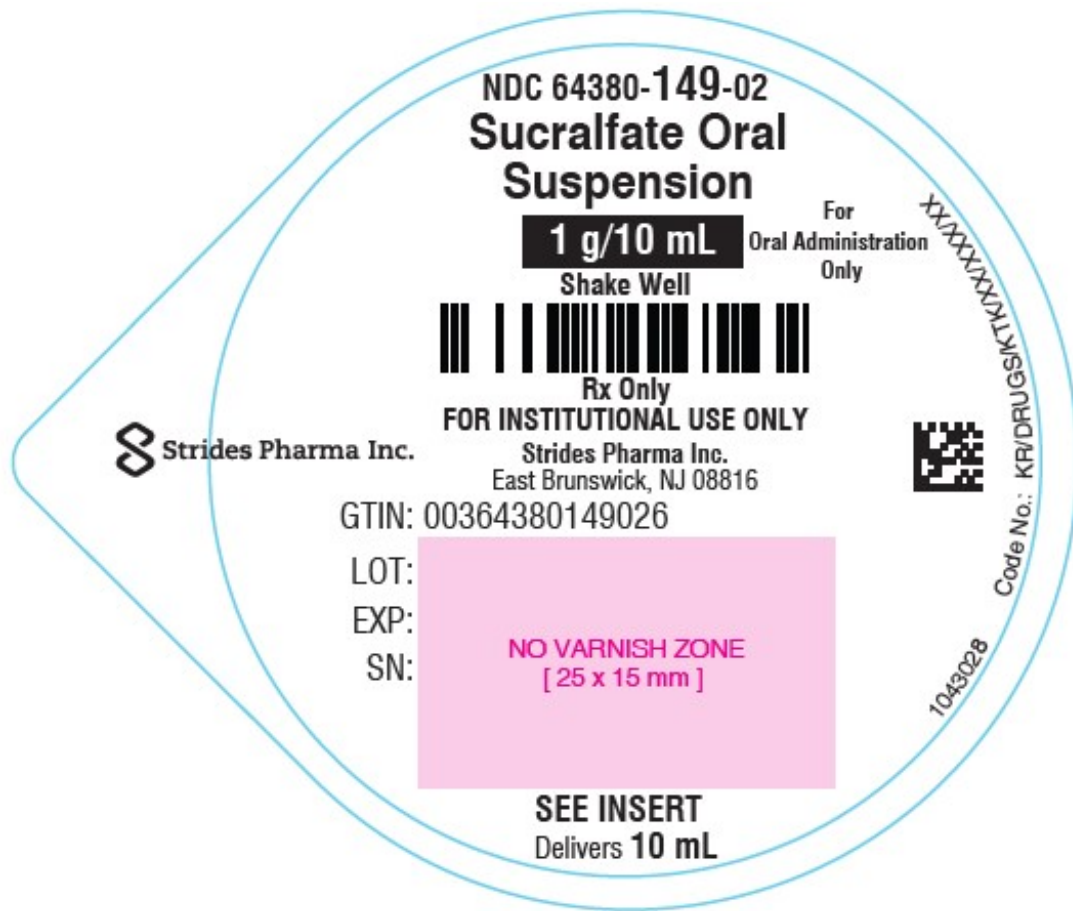 NDC 64380-149-02
Sucralfate Oral
Suspension
1 g/10 mL
For
Oral Administration
Only
Shake Well
Rx Only
FOR INSTITUTIONAL USE ONLY
Strides Pharma Inc.
Strides Pharma Inc.
East Brunswick, NJ 08816
GTIN: 00364380149026
LOT:
EXP:
SN:
NO VARNISH ZONE
[ 25 x 15 mm ]
SEE INSERT
Delivers 10 mL
1043028
Code No.: KR/DRUGS/KTK/XX/XXX/XX